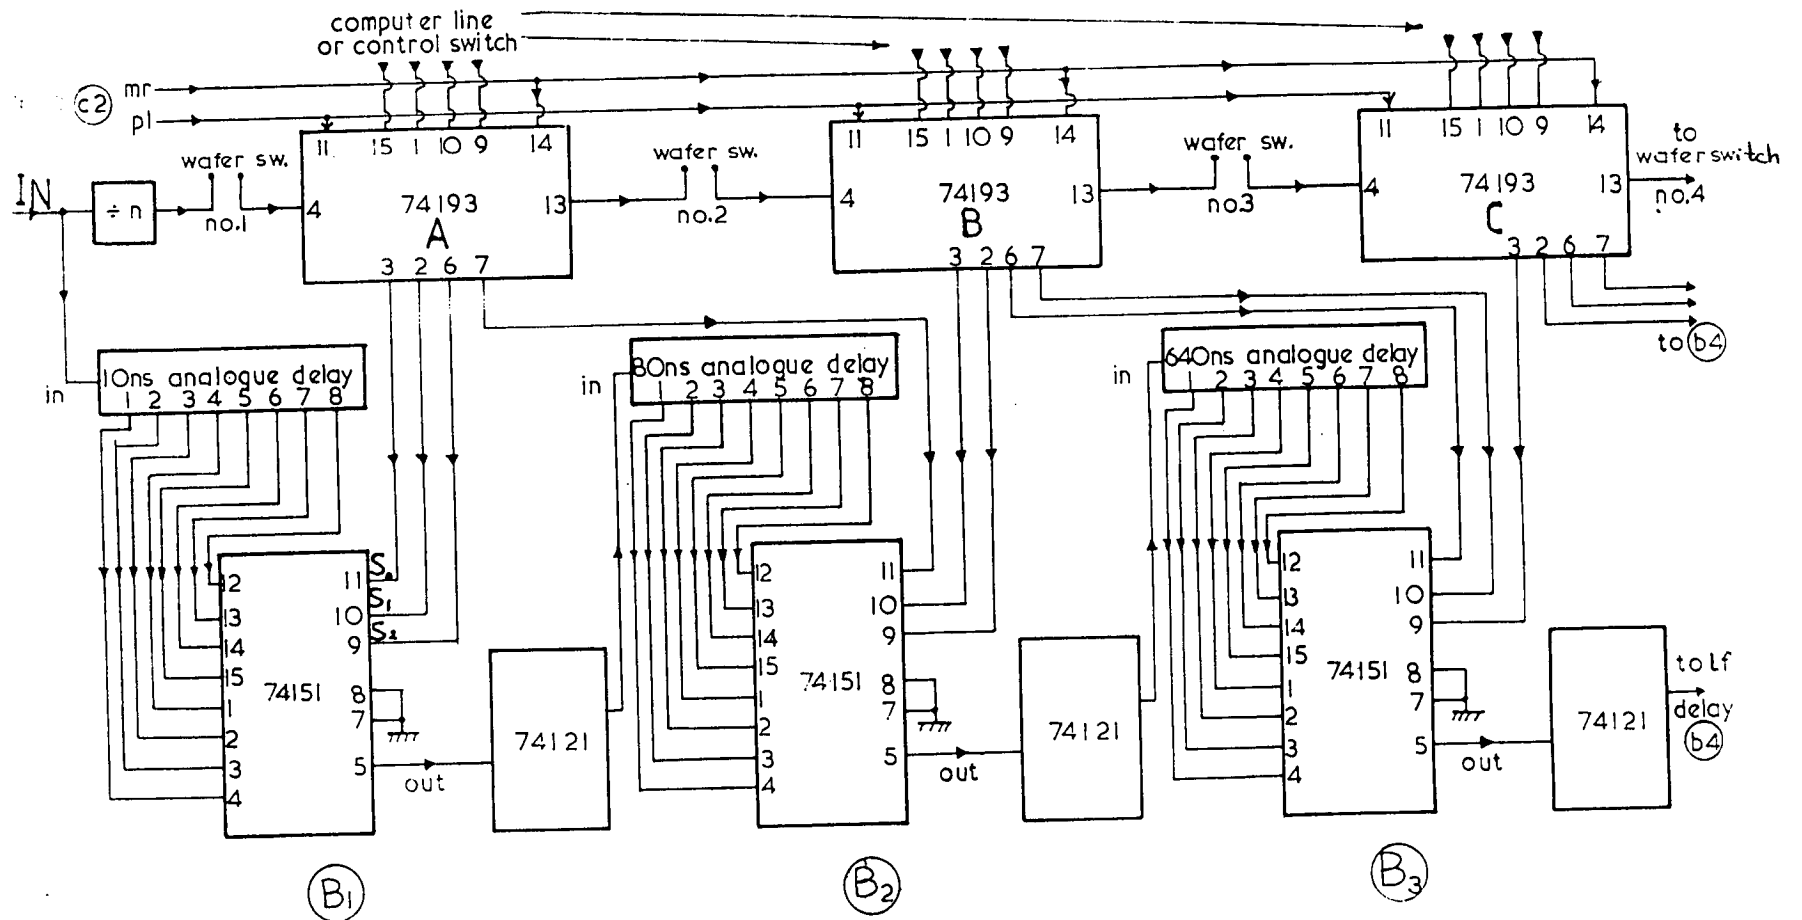 computer line
or control switch
c2
mr
pl
11 15 1 10 9 14
11 15 1 10 9 14
11 15 1 10 9 14
to
wafer switch
no.4
IN
÷ n
wafer sw.
no.1
4 74193 13
A
3 2 6 7
wafer sw.
no.2
4 74193 13
B
3 2 6 7
wafer sw.
no.3
4 74193 13
C
3 2 6 7
to b4
in
10ns analogue delay
1 2 3 4 5 6 7 8
in
80ns analogue delay
1 2 3 4 5 6 7 8
in
640ns analogue delay
1 2 3 4 5 6 7 8
12 11 S0
13 10 S1
14 9 S2
15
74151
8
1 7
2
3 5
4
out
74121
12 11
13 10
14 9
15
74151
8
1 7
2
3 5
4
out
74121
12 11
13 10
14 9
15
74151
8
1 7
2
3 5
4
out
74121
to lf
delay
b4
B1
B2
B3